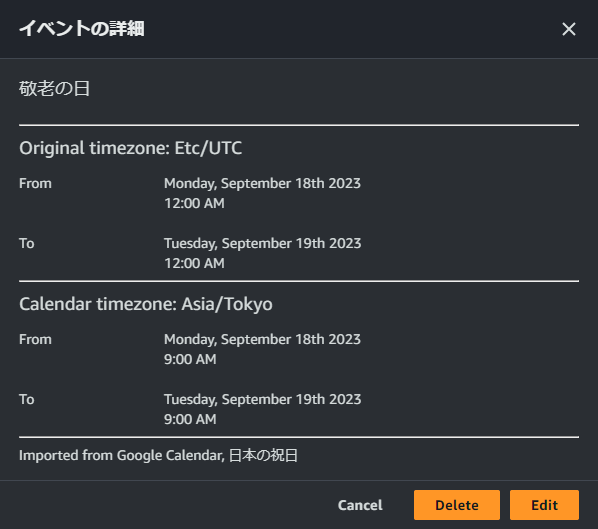 イベントの詳細
敬老の日
Original timezone: Etc/UTC
From Monday, September 18th 2023
12:00 AM
To Tuesday, September 19th 2023
12:00 AM
Calendar timezone: Asia/Tokyo
From Monday, September 18th 2023
9:00 AM
To Tuesday, September 19th 2023
9:00 AM
Imported from Google Calendar, 日本の祝日
Cancel Delete Edit